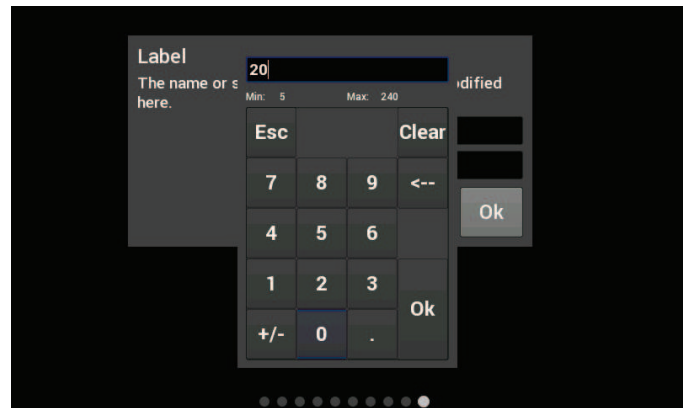 Label
The name or s
odified
here.
20
Min: 5 Max: 240
Esc Clear
7 8 9 <--
4 5 6
Ok
1 2 3
Ok
+/- 0 .